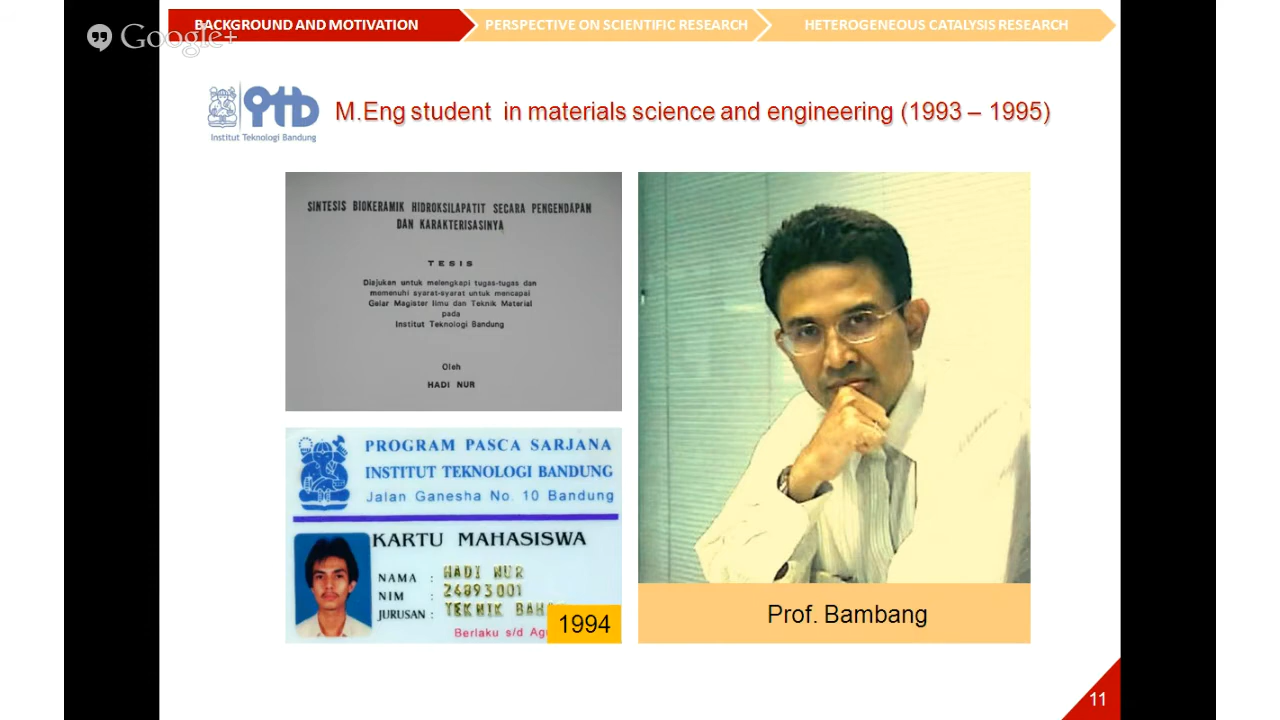 BACKGROUND AND MOTIVATION
PERSPECTIVE ON SCIENTIFIC RESEARCH
HETEROGENEOUS CATALYSIS RESEARCH
Google+
itb
Institut Teknologi Bandung
M.Eng student in materials science and engineering (1993 – 1995)
SINTESIS BIOKERAMIK HIDROKSILAPATIT SECARA PENGENDAPAN
DAN KARAKTERISASINYA
TESIS
Diajukan untuk melengkapi tugas-tugas dan
memenuhi syarat-syarat untuk mencapai
Gelar Magister Ilmu dan Teknik Material
pada
Institut Teknologi Bandung
Oleh
HADI NUR
PROGRAM PASCA SARJANA
INSTITUT TEKNOLOGI BANDUNG
Jalan Ganesha No. 10 Bandung
KARTU MAHASISWA
NAMA : HADI NUR
NIM : 24893001
JURUSAN : TEKNIK
Berlaku s/d
1994
Prof. Bambang
11